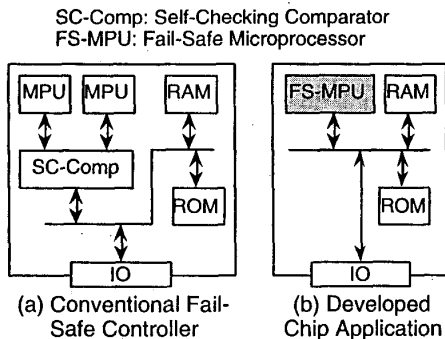 SC-Comp: Self-Checking Comparator
FS-MPU: Fail-Safe Microprocessor
MPU MPU RAM
SC-Comp
ROM
IO
(a) Conventional Fail-
Safe Controller
FS-MPU RAM
ROM
IO
(b) Developed
Chip Application